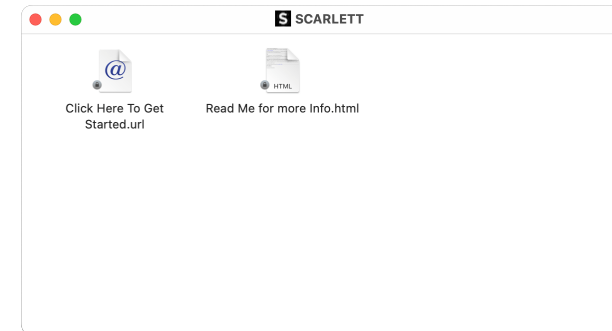 S SCARLETT
@
HTML
Click Here To Get
Started.url
Read Me for more Info.html